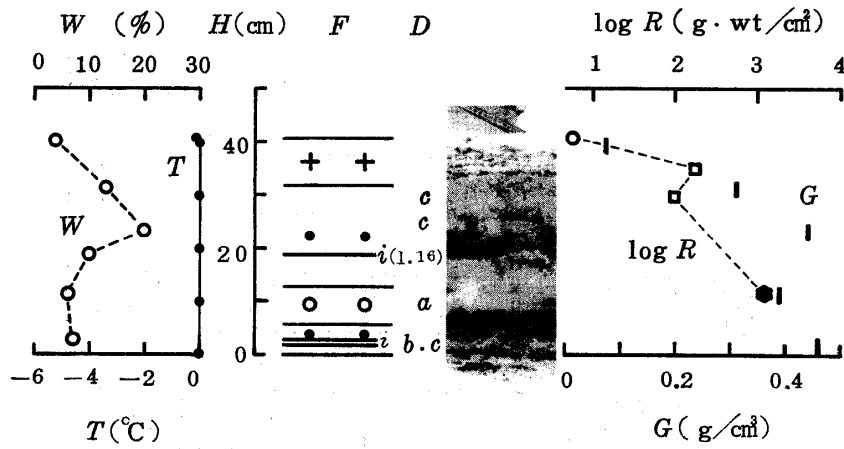 W (%) H(cm) F D log R ( g·wt/cm²)
0 10 20 30 1 2 3 4
T 40
c
c G
W 20 i(1.16) log R
a
i b.c
0
−6 −4 −2 0 0 0.2 0.4
T(°C) G( g/cm³)